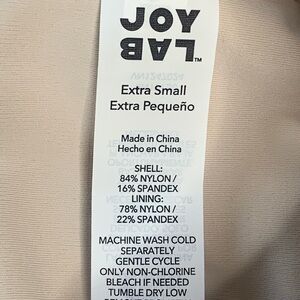 JOY
LAB™
Extra Small
Extra Pequeño
Made in China
Hecho en China
SHELL:
84% NYLON /
16% SPANDEX
LINING:
78% NYLON /
22% SPANDEX
MACHINE WASH COLD
SEPARATELY
GENTLE CYCLE
ONLY NON-CHLORINE
BLEACH IF NEEDED
TUMBLE DRY LOW